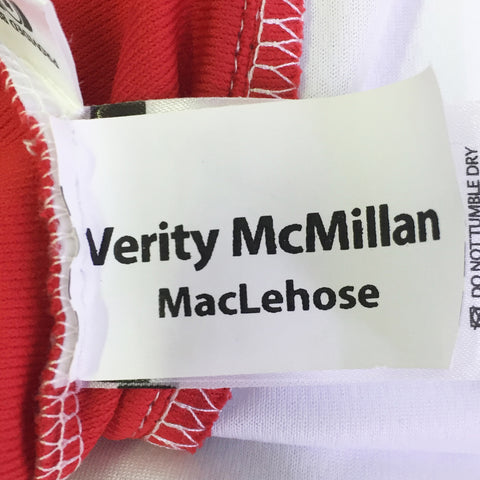 Verity McMillan
MacLehose
DO NOT TUMBLE DRY